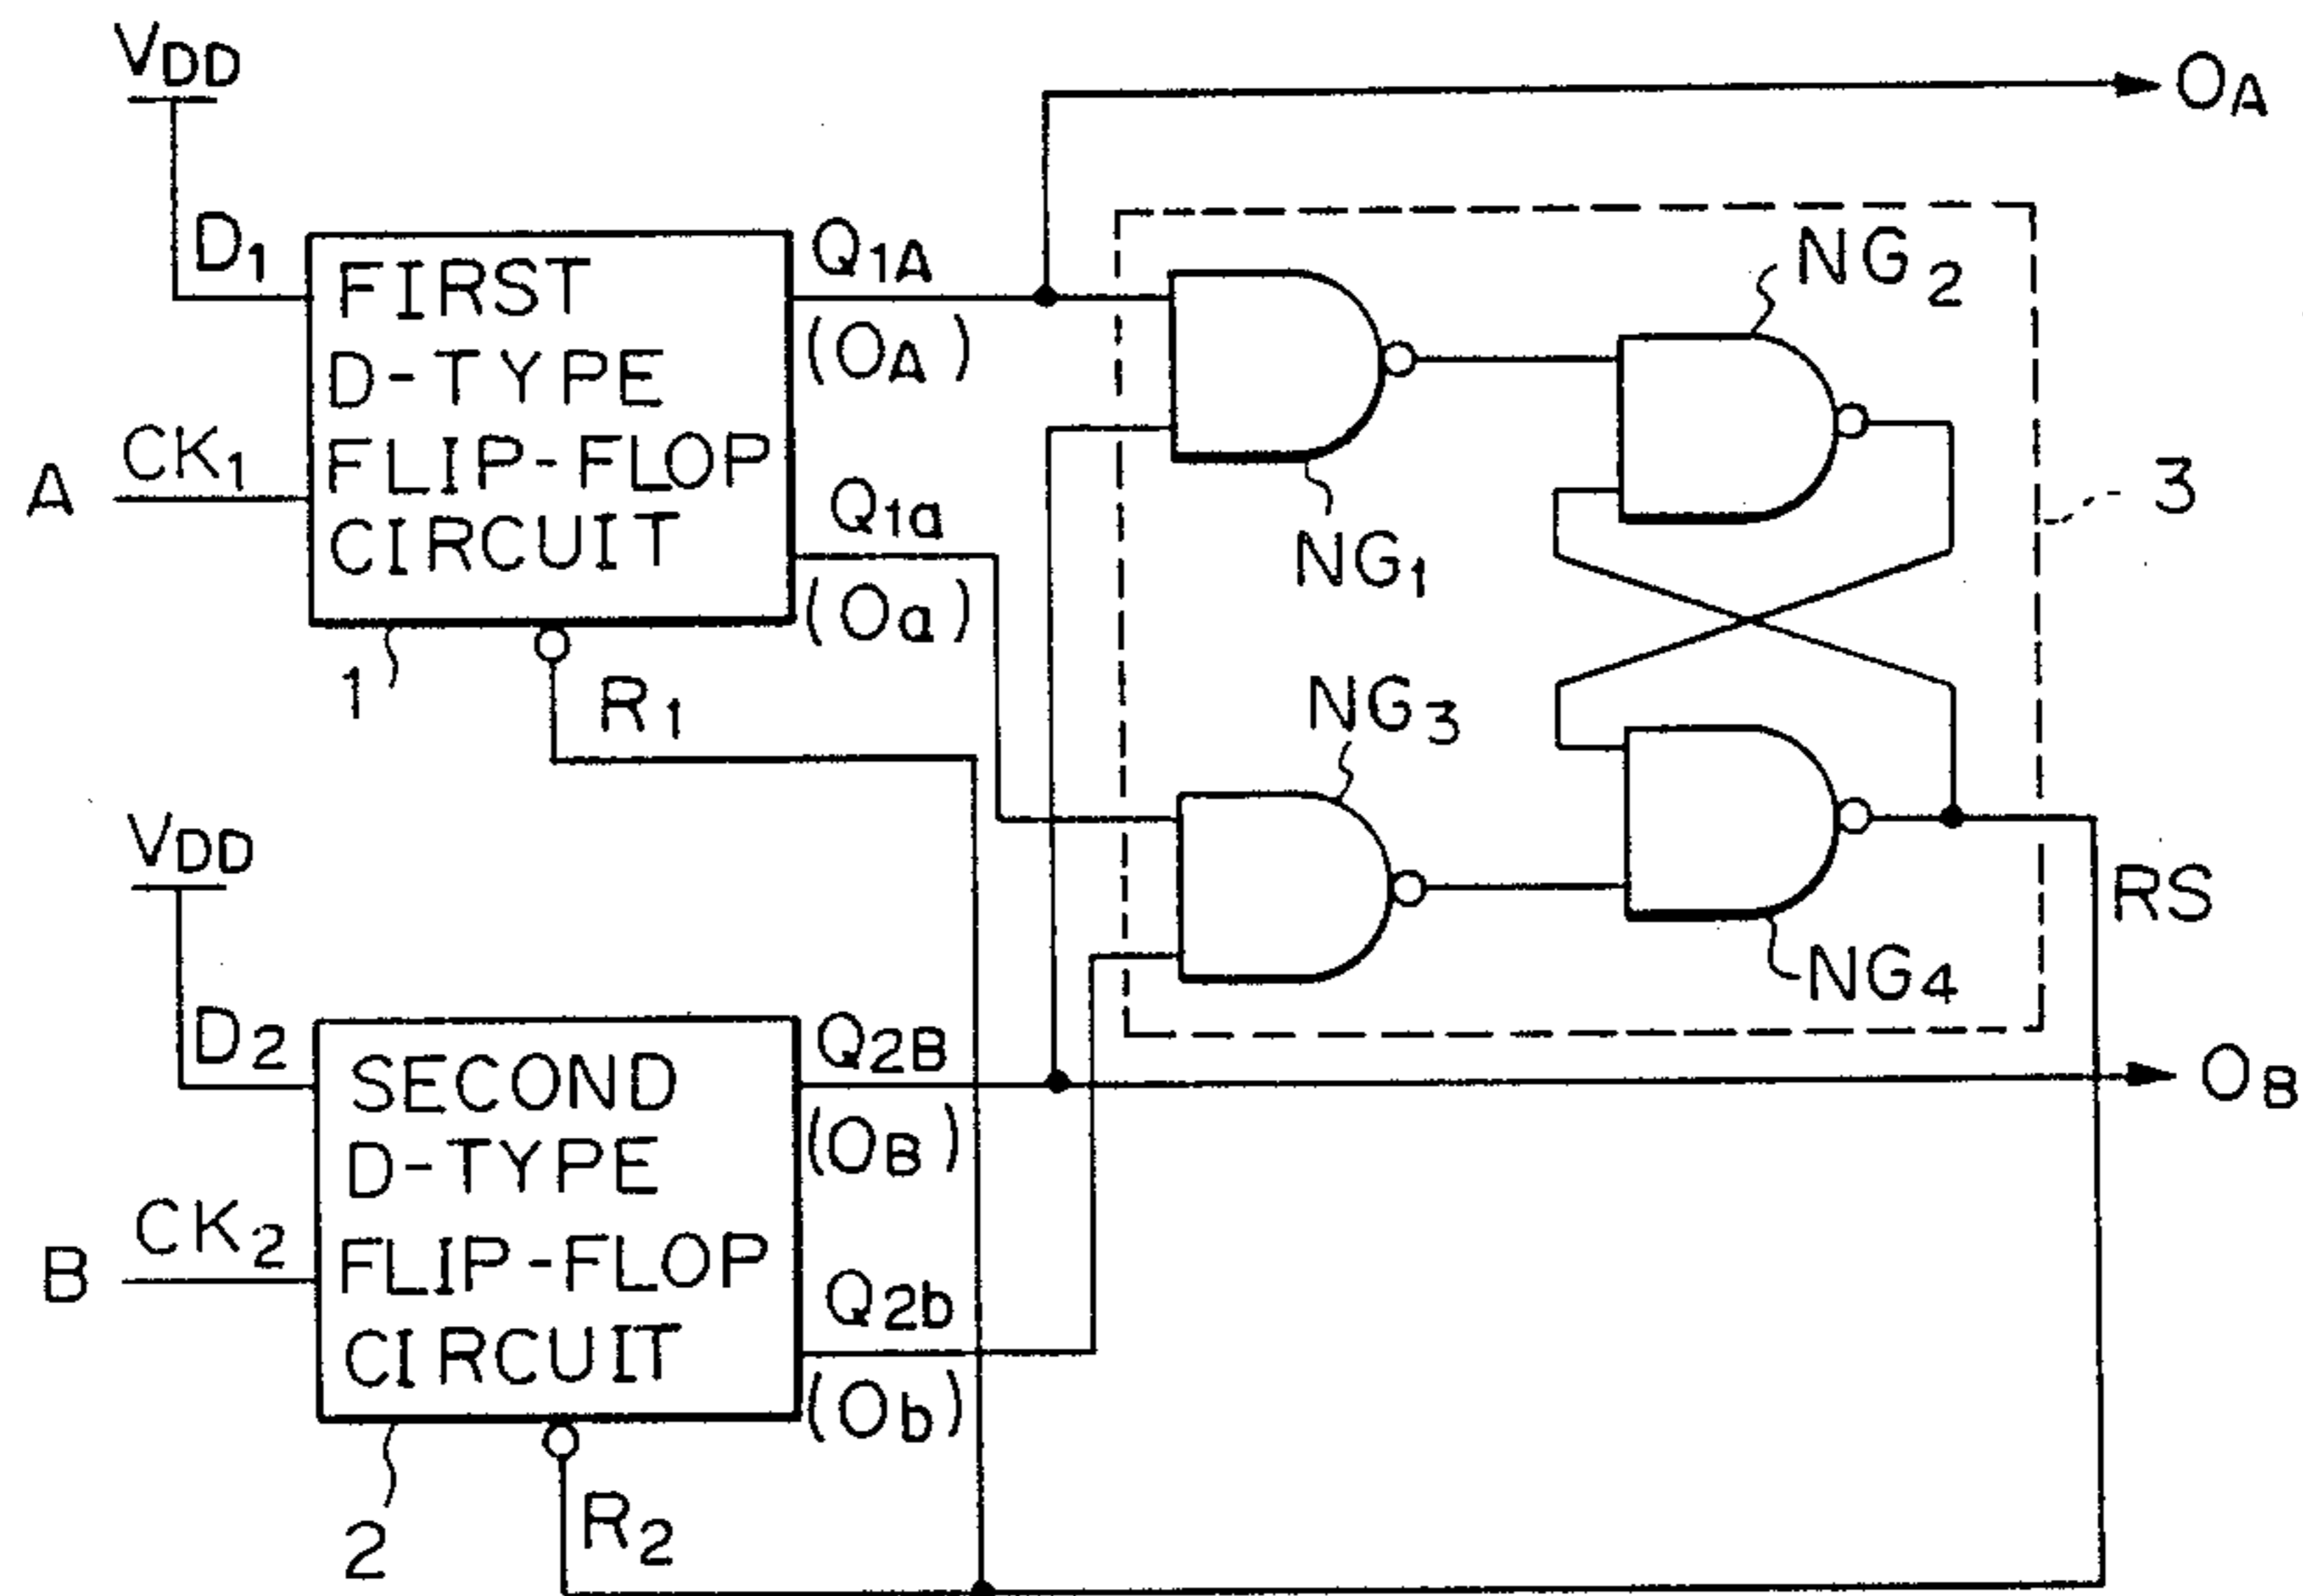 VDD
OA
D1
FIRST
D-TYPE
FLIP-FLOP
CIRCUIT
Q1A
(OA)
NG2
A
CK1
Q1a
(Oa)
NG1
3
1
R1
NG3
VDD
RS
NG4
D2
SECOND
D-TYPE
FLIP-FLOP
CIRCUIT
Q2B
(OB)
OB
B
CK2
Q2b
(Ob)
2
R2